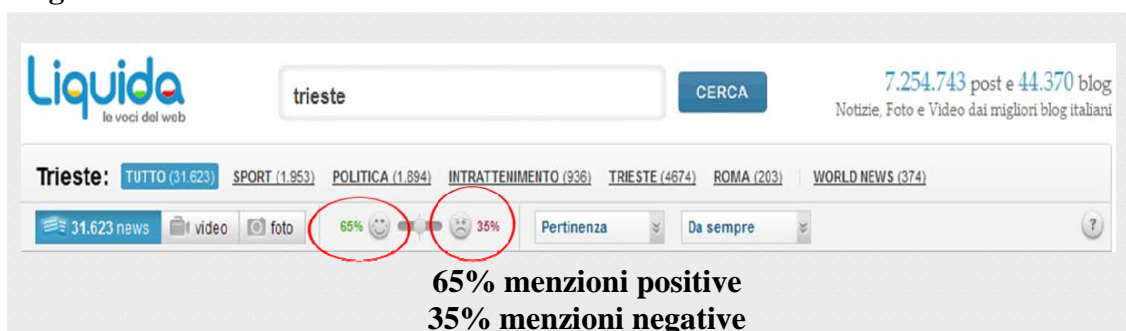 Liquida
le voci del web
trieste
CERCA
7.254.743 post e 44.370 blog
Notizie, Foto e Video dai migliori blog italiani
Trieste: TUTTO (31.623) SPORT (1.953) POLITICA (1.894) INTRATTENIMENTO (936) TRIESTE (4674) ROMA (203) WORLD NEWS (374)
31.623 news video foto 65% 35% Pertinenza Da sempre ?
65% menzioni positive
35% menzioni negative